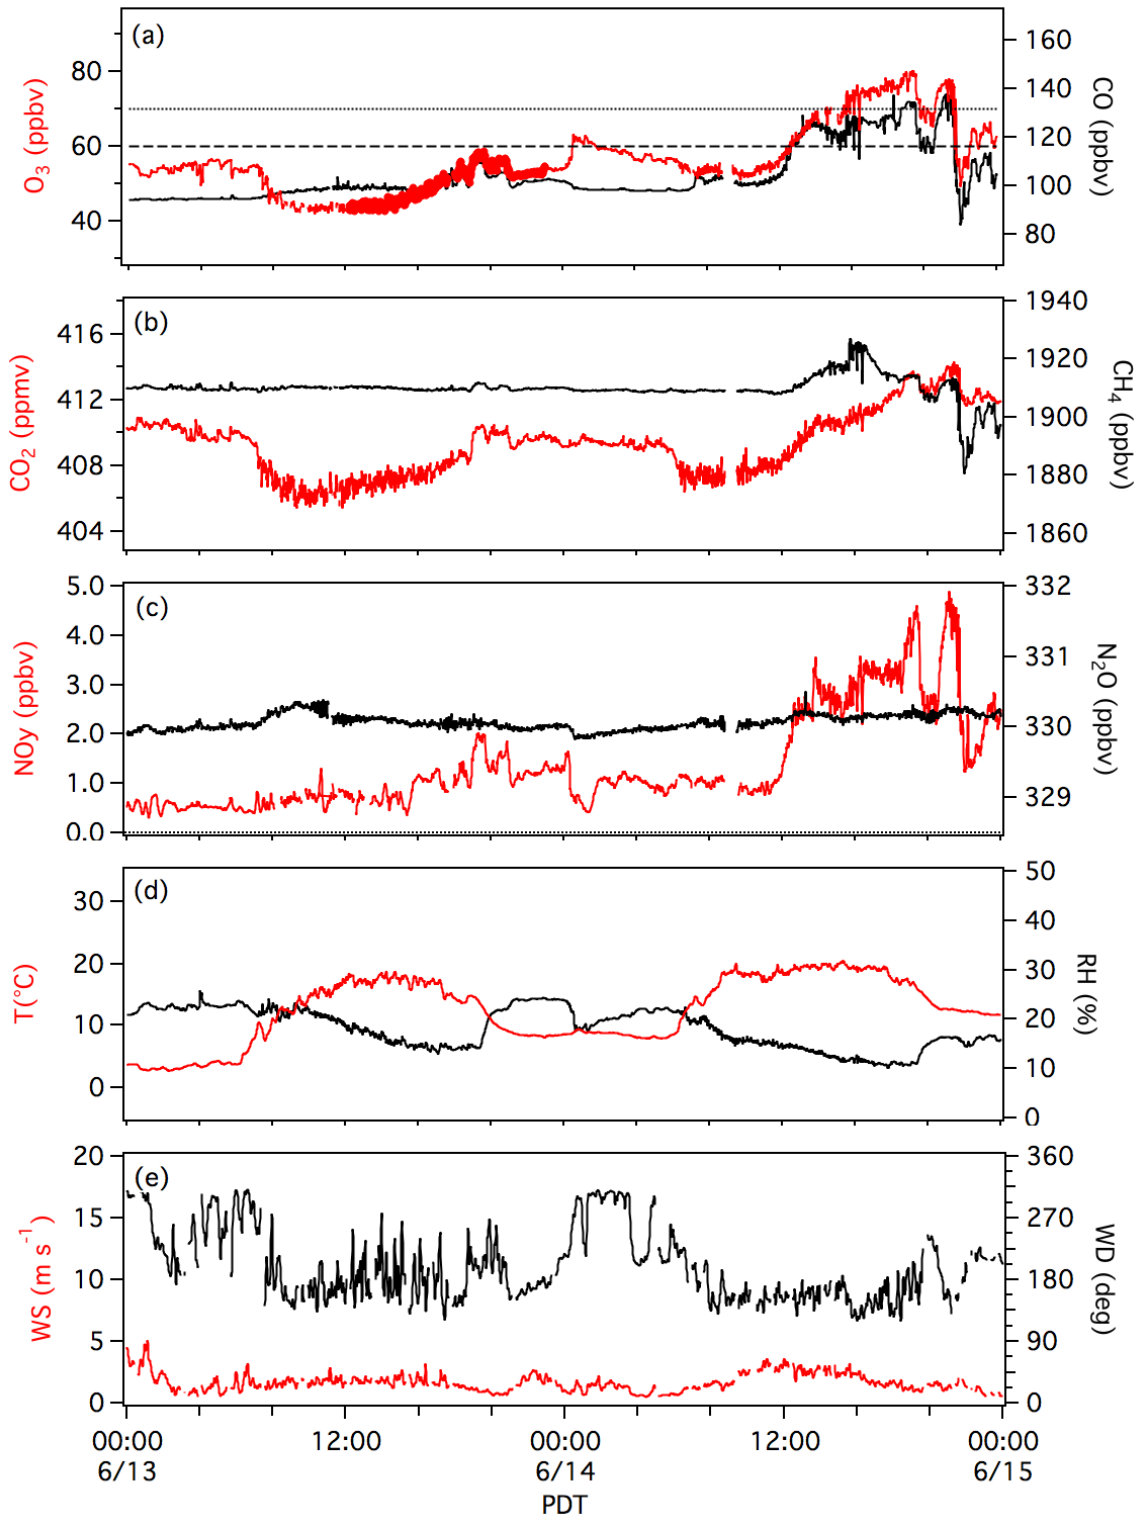 (a)
80
60
40
O3 (ppbv)
160
140
120
100
80
CO (ppbv)
(b)
416
412
408
404
CO2 (ppmv)
1940
1920
1900
1880
1860
CH4 (ppbv)
(c)
5.0
4.0
3.0
2.0
1.0
0.0
NOy (ppbv)
332
331
330
329
N2O (ppbv)
(d)
30
20
10
0
T(°C)
50
40
30
20
10
0
RH (%)
(e)
20
15
10
5
0
WS (m s-1)
360
270
180
90
0
WD (deg)
00:00 12:00 00:00 12:00 00:00
6/13 6/14 6/15
PDT